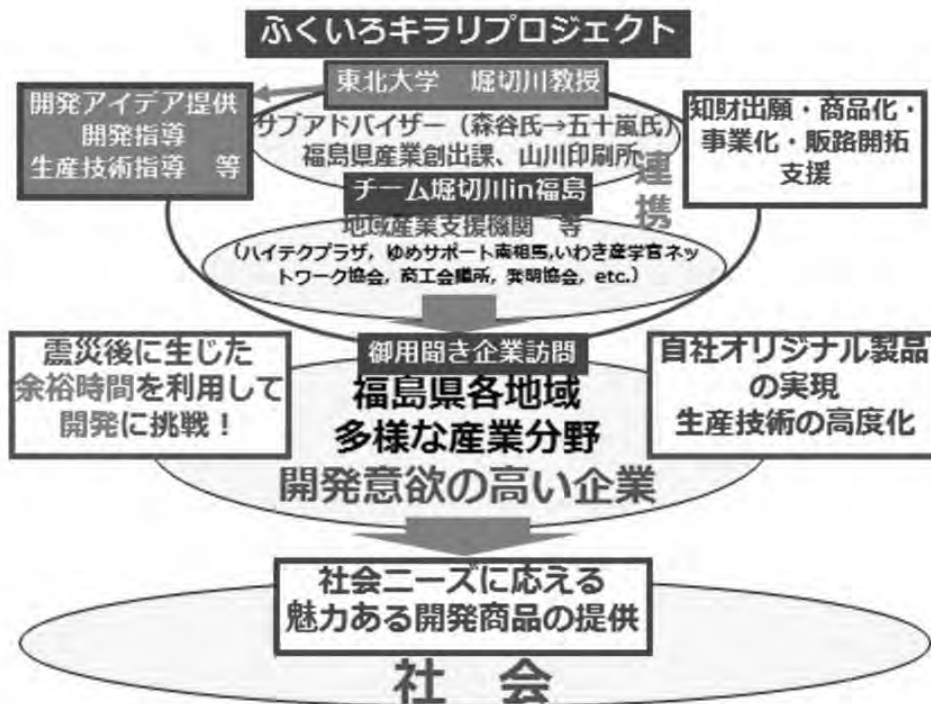 ふくいろキラリプロジェクト
東北大学 堀切川教授
開発アイデア提供
開発指導
生産技術指導 等
サブアドバイザー(森谷氏→五十嵐氏)
福島県産業創出課、山川印刷所
知財出願・商品化・
事業化・販路開拓
支援
連携
チーム堀切川in福島
地域産業支援機関 等
(ハイテクプラザ, ゆめサポート南相馬,いわき産学官ネッ
トワーク協会, 商工会議所, 発明協会, etc.)
御用聞き企業訪問
震災後に生じた
余裕時間を利用して
開発に挑戦!
福島県各地域
多様な産業分野
開発意欲の高い企業
自社オリジナル製品
の実現
生産技術の高度化
社会ニーズに応える
魅力ある開発商品の提供
社 会